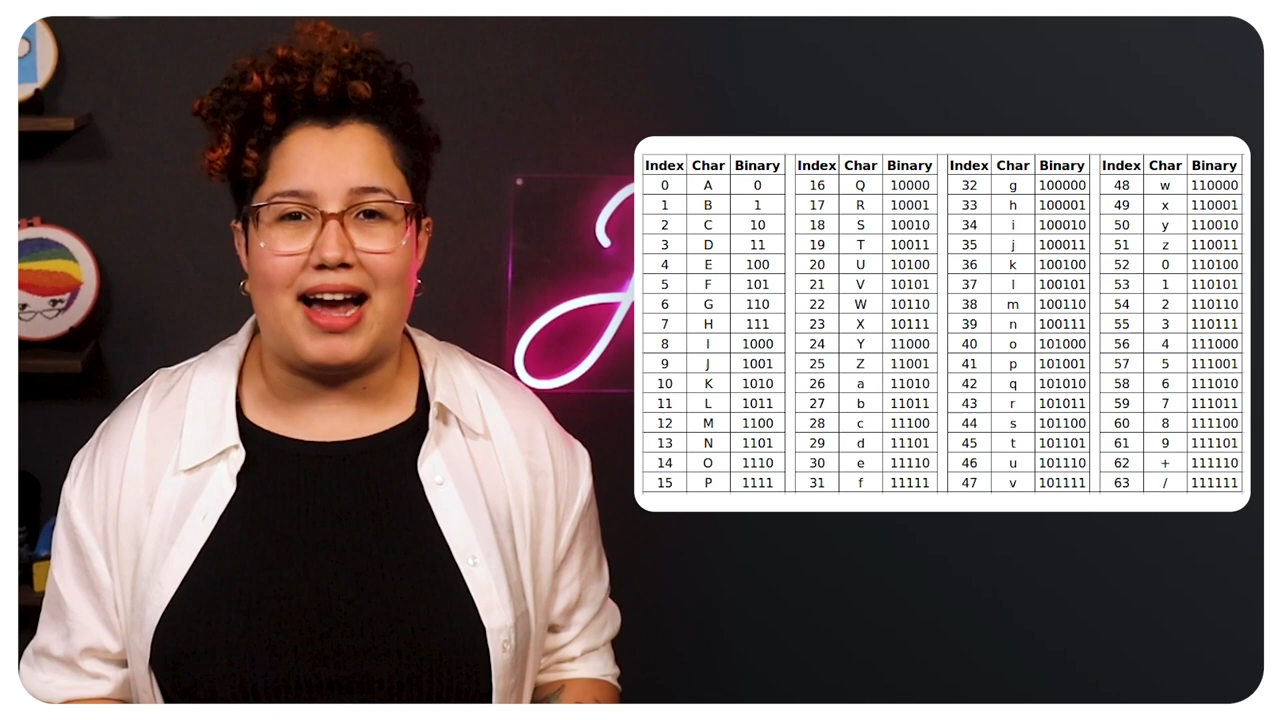 Index Char Binary Index Char Binary Index Char Binary Index Char Binary
0 A 0 16 Q 10000 32 g 100000 48 w 110000
1 B 1 17 R 10001 33 h 100001 49 x 110001
2 C 10 18 S 10010 34 i 100010 50 y 110010
3 D 11 19 T 10011 35 j 100011 51 z 110011
4 E 100 20 U 10100 36 k 100100 52 0 110100
5 F 101 21 V 10101 37 l 100101 53 1 110101
6 G 110 22 W 10110 38 m 100110 54 2 110110
7 H 111 23 X 10111 39 n 100111 55 3 110111
8 I 1000 24 Y 11000 40 o 101000 56 4 111000
9 J 1001 25 Z 11001 41 p 101001 57 5 111001
10 K 1010 26 a 11010 42 q 101010 58 6 111010
11 L 1011 27 b 11011 43 r 101011 59 7 111011
12 M 1100 28 c 11100 44 s 101100 60 8 111100
13 N 1101 29 d 11101 45 t 101101 61 9 111101
14 O 1110 30 e 11110 46 u 101110 62 + 111110
15 P 1111 31 f 11111 47 v 101111 63 / 111111